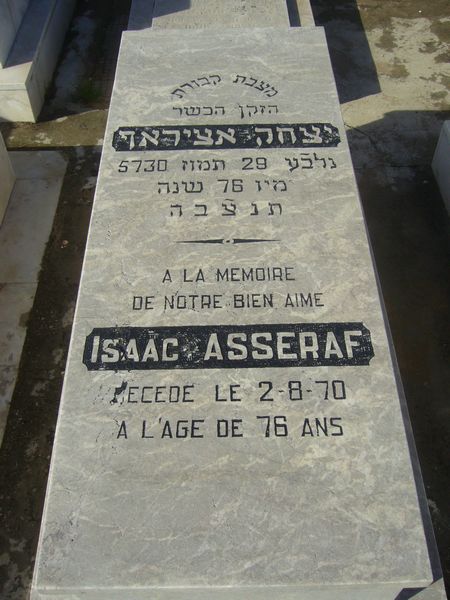 מצבת קבורת
הזקן הכשר
יצחק אציראף
נלב״ע 29 תמוז 5730
מיו 76 שנה
תנצבה
A LA MEMOIRE
DE NOTRE BIEN AIME
ISAAC ASSERAF
DECEDE LE 2-8-70
A L'AGE DE 76 ANS